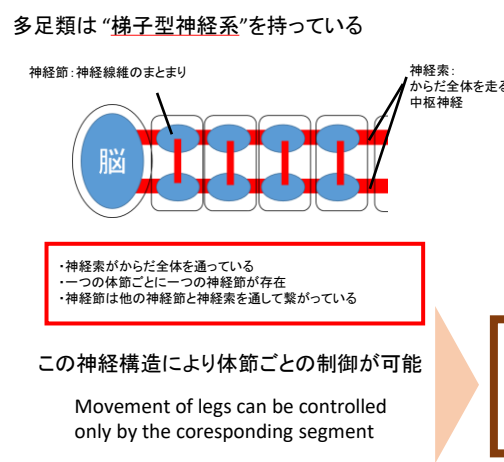 多足類は “梯子型神経系”を持っている
神経節：神経線維のまとまり
神経索：
からだ全体を走る
中枢神経
脳
・神経索がからだ全体を通っている
・一つの体節ごとに一つの神経節が存在
・神経節は他の神経節と神経索を通して繋がっている
この神経構造により体節ごとの制御が可能
Movement of legs can be controlled
only by the coresponding segment